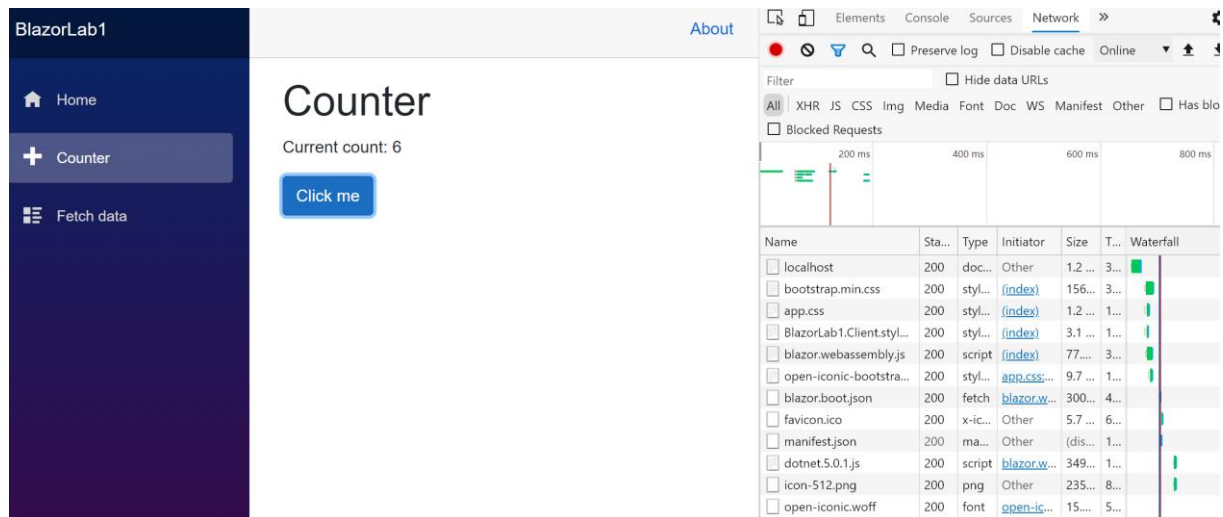 BlazorLab1
About
Home
Counter
Fetch data
Counter
Current count: 6
Click me
Elements Console Sources Network »
Preserve log Disable cache Online
Filter Hide data URLs
All XHR JS CSS Img Media Font Doc WS Manifest Other Has blo
Blocked Requests
200 ms 400 ms 600 ms 800 ms
Name Sta... Type Initiator Size T... Waterfall
localhost 200 doc... Other 1.2 ... 3...
bootstrap.min.css 200 styl... (index) 156... 3...
app.css 200 styl... (index) 1.2 ... 1...
BlazorLab1.Client.styl... 200 styl... (index) 3.1 ... 1...
blazor.webassembly.js 200 script (index) 77.... 3...
open-iconic-bootstra... 200 styl... app.css:... 9.7 ... 1...
blazor.boot.json 200 fetch blazor.w... 300... 4...
favicon.ico 200 x-ic... Other 5.7 ... 6...
manifest.json 200 ma... Other (dis... 1...
dotnet.5.0.1.js 200 script blazor.w... 349... 1...
icon-512.png 200 png Other 235... 8...
open-iconic.woff 200 font open-ic... 15.... 5...